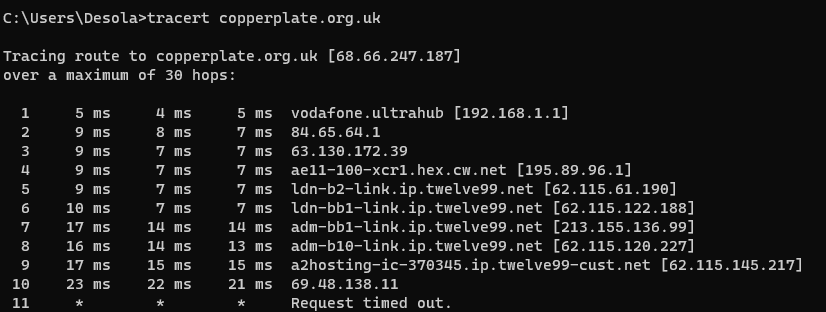 C:\Users\Desola>tracert copperplate.org.uk
Tracing route to copperplate.org.uk [68.66.247.187]
over a maximum of 30 hops:
1 5 ms 4 ms 5 ms vodafone.ultrahub [192.168.1.1]
2 9 ms 8 ms 7 ms 84.65.64.1
3 9 ms 7 ms 7 ms 63.130.172.39
4 9 ms 7 ms 7 ms ae11-100-xcr1.hex.cw.net [195.89.96.1]
5 9 ms 7 ms 7 ms ldn-b2-link.ip.twelve99.net [62.115.61.190]
6 10 ms 7 ms 7 ms ldn-bb1-link.ip.twelve99.net [62.115.122.188]
7 17 ms 14 ms 14 ms adm-bb1-link.ip.twelve99.net [213.155.136.99]
8 16 ms 14 ms 13 ms adm-b10-link.ip.twelve99.net [62.115.120.227]
9 17 ms 15 ms 15 ms a2hosting-ic-370345.ip.twelve99-cust.net [62.115.145.217]
10 23 ms 22 ms 21 ms 69.48.138.11
11 * * * Request timed out.